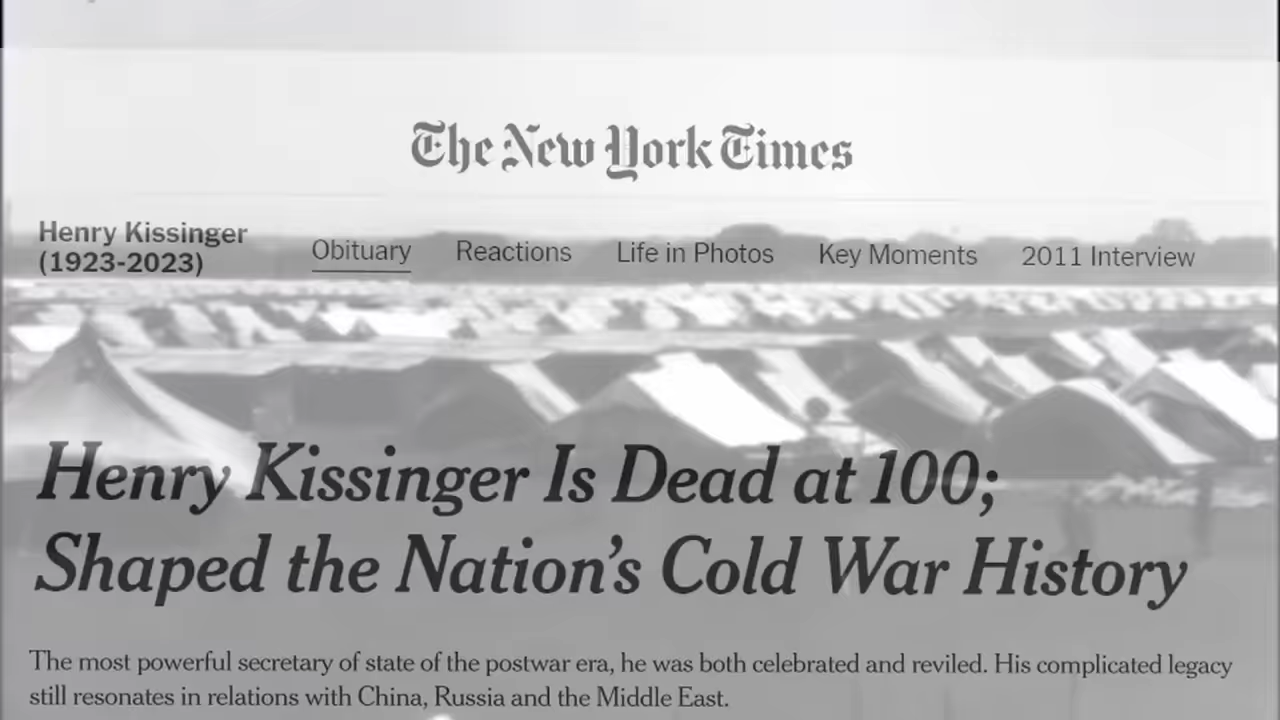 The New York Times
Henry Kissinger
(1923-2023)
Obituary Reactions Life in Photos Key Moments 2011 Interview
Henry Kissinger Is Dead at 100;
Shaped the Nation’s Cold War History
The most powerful secretary of state of the postwar era, he was both celebrated and reviled. His complicated legacy
still resonates in relations with China, Russia and the Middle East.